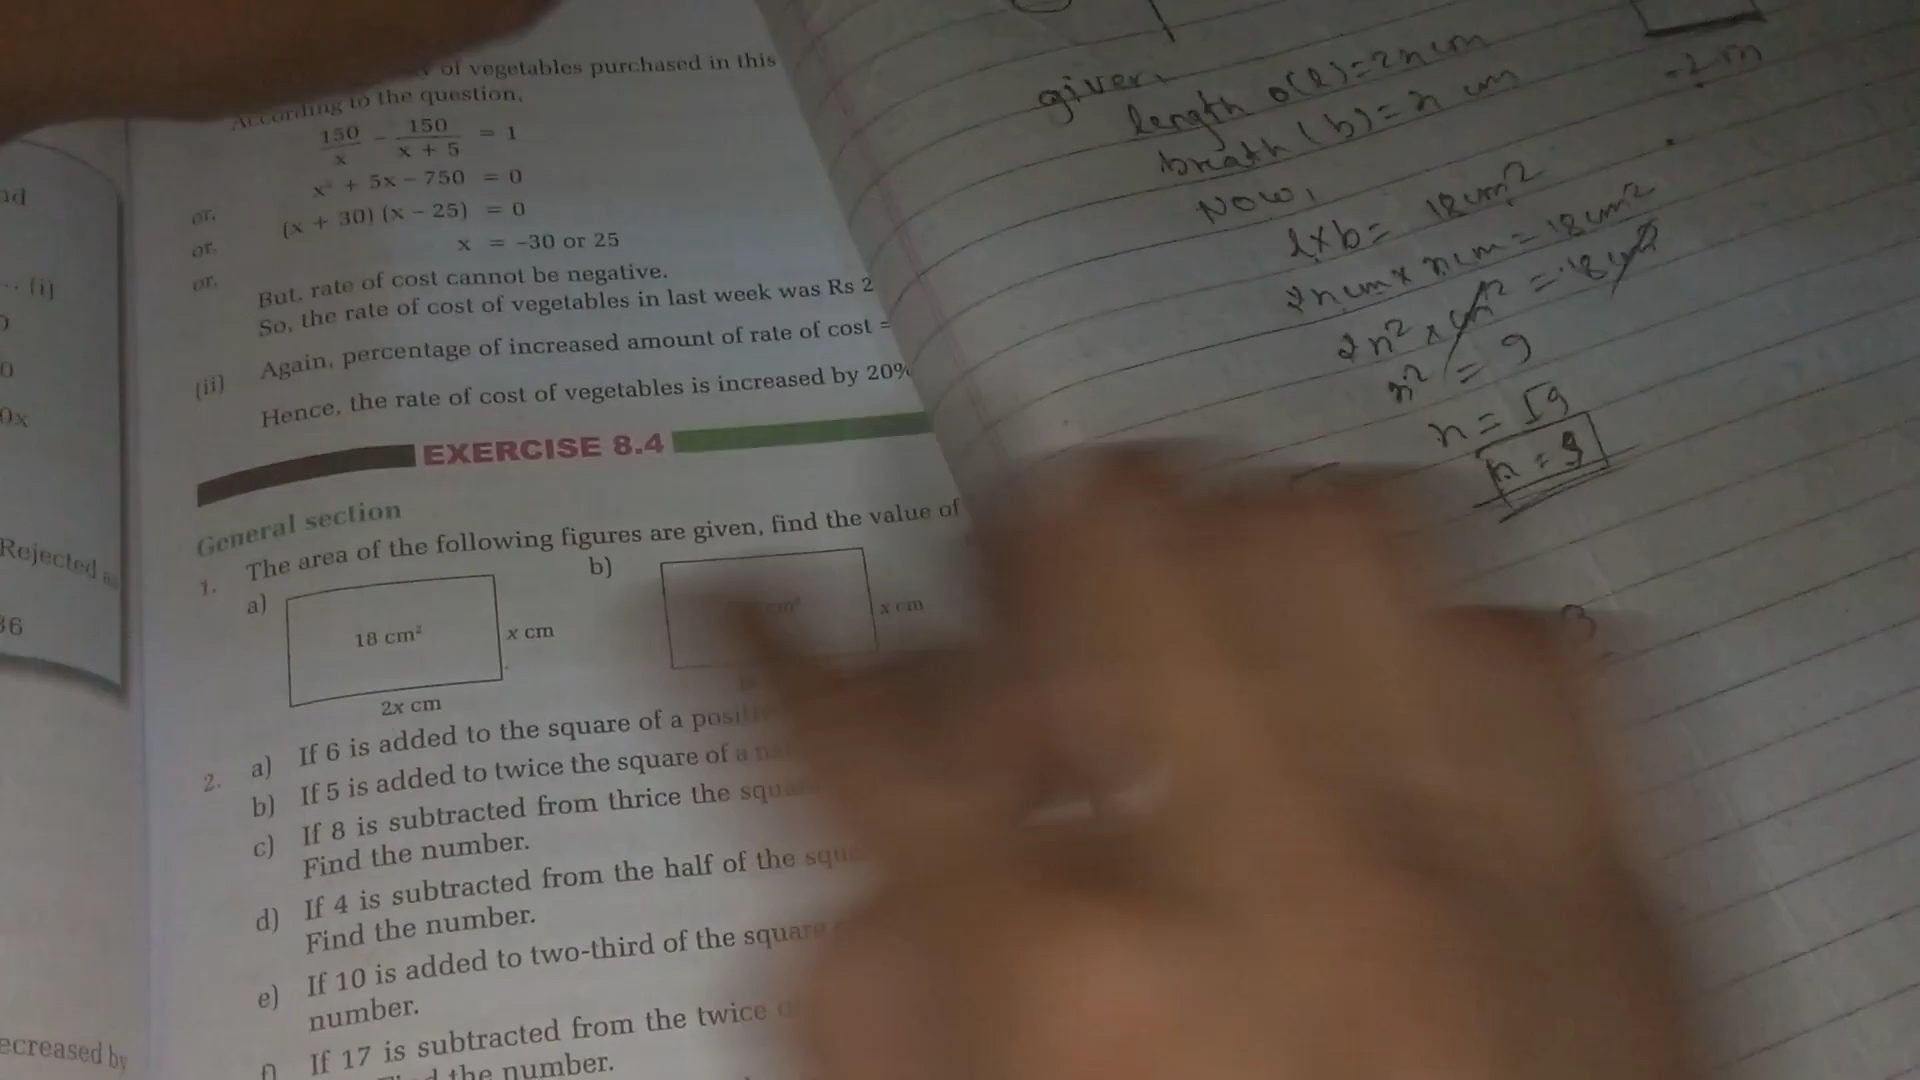 of vegetables purchased in this
According to the question,
150/x - 150/x + 5 = 1
or, x² + 5x - 750 = 0
or, (x + 30) (x - 25) = 0
or, x = -30 or 25
But, rate of cost cannot be negative.
So, the rate of cost of vegetables in last week was Rs 2
(ii) Again, percentage of increased amount of rate of cost =
Hence, the rate of cost of vegetables is increased by 20%
EXERCISE 8.4
General section
1. The area of the following figures are given, find the value of
a) b)
18 cm² x cm
cm² x cm
2x cm
2. a) If 6 is added to the square of a
b) If 5 is added to twice the square of a
c) If 8 is subtracted from thrice the
Find the number.
d) If 4 is subtracted from the half of the
Find the number.
e) If 10 is added to two-third of the square
number.
f) If 17 is subtracted from the twice
the number.
.. (i)
0x
Rejected
36
ecreased by
given,
length o(l) = 2x cm
breath (b) = x cm
Now,
l x b = 18 cm²
2x cm x x cm = 18 cm²
2x² x cm² = 18 cm²
x² = 9
x = √9
x = 3